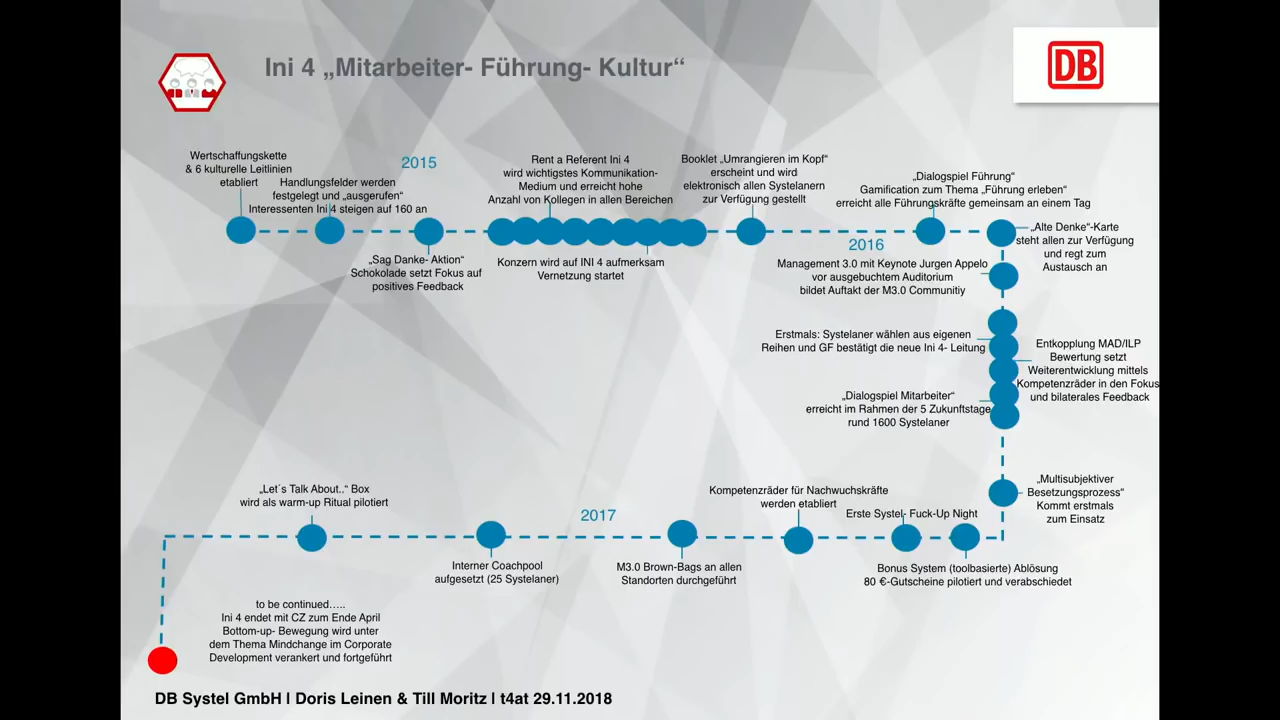 Ini 4 „Mitarbeiter- Führung- Kultur“
DB
Wertschaffungskette
& 6 kulturelle Leitlinien
etabliert
Handlungsfelder werden
festgelegt und „ausgerufen“
Interessenten Ini 4 steigen auf 160 an
2015
„Sag Danke- Aktion“
Schokolade setzt Fokus auf
positives Feedback
Rent a Referent Ini 4
wird wichtigstes Kommunikation-
Medium und erreicht hohe
Anzahl von Kollegen in allen Bereichen
Konzern wird auf INI 4 aufmerksam
Vernetzung startet
Booklet „Umrangieren im Kopf“
erscheint und wird
elektronisch allen Systelanern
zur Verfügung gestellt
2016
„Dialogspiel Führung“
Gamification zum Thema „Führung erleben“
erreicht alle Führungskräfte gemeinsam an einem Tag
„Alte Denke“-Karte
steht allen zur Verfügung
und regt zum
Austausch an
Management 3.0 mit Keynote Jurgen Appelo
vor ausgebuchtem Auditorium
bildet Auftakt der M3.0 Communitiy
Erstmals: Systelaner wählen aus eigenen
Reihen und GF bestätigt die neue Ini 4- Leitung
Entkopplung MAD/ILP
Bewertung setzt
Weiterentwicklung mittels
Kompetenzräder in den Fokus
und bilaterales Feedback
„Dialogspiel Mitarbeiter“
erreicht im Rahmen der 5 Zukunftstage
rund 1600 Systelaner
„Multisubjektiver
Besetzungsprozess“
Kommt erstmals
zum Einsatz
Bonus System (toolbasierte) Ablösung
80 €-Gutscheine pilotiert und verabschiedet
Erste Systel- Fuck-Up Night
Kompetenzräder für Nachwuchskräfte
werden etabliert
M3.0 Brown-Bags an allen
Standorten durchgeführt
2017
Interner Coachpool
aufgesetzt (25 Systelaner)
„Let´s Talk About..“ Box
wird als warm-up Ritual pilotiert
to be continued…..
Ini 4 endet mit CZ zum Ende April
Bottom-up- Bewegung wird unter
dem Thema Mindchange im Corporate
Development verankert und fortgeführt
DB Systel GmbH I Doris Leinen & Till Moritz I t4at 29.11.2018